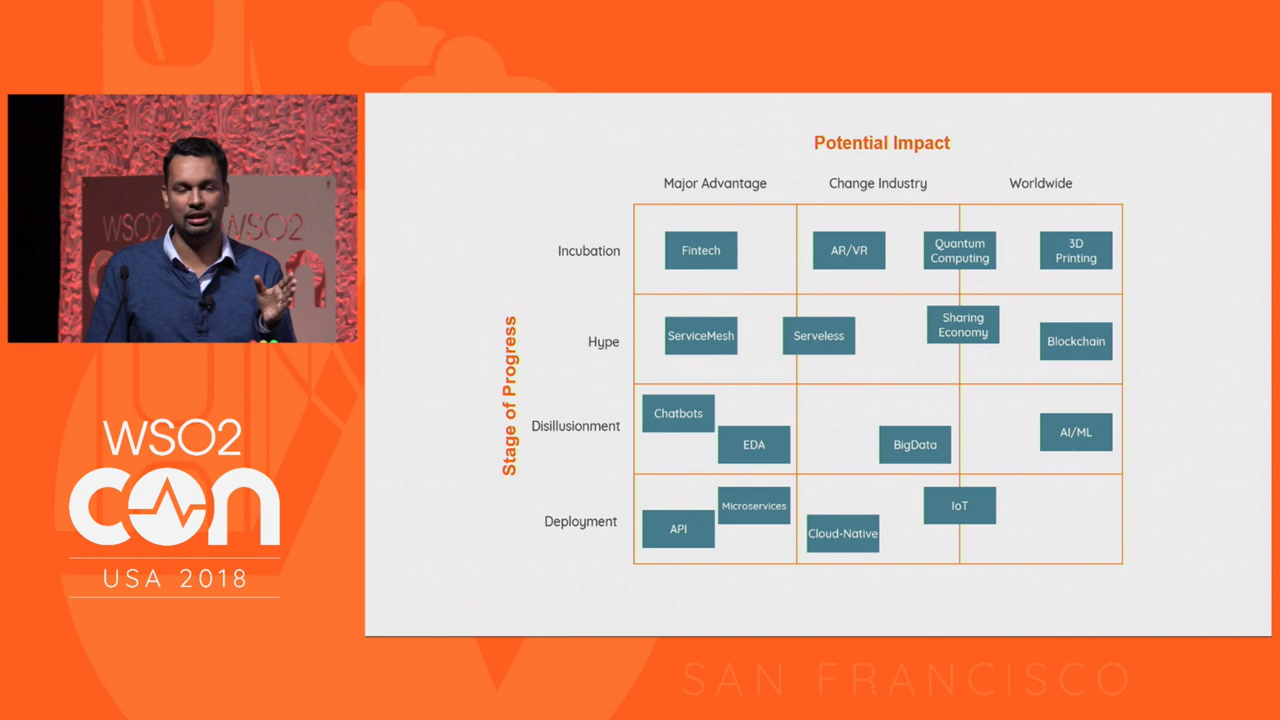 WSO2
WSO2
con
WSO2
con
USA 2018
Potential Impact
Major Advantage
Change Industry
Worldwide
Stage of Progress
Incubation
Fintech
AR/VR
Quantum
Computing
3D
Printing
Hype
ServiceMesh
Serveless
Sharing
Economy
Blockchain
Disillusionment
Chatbots
EDA
BigData
AI/ML
Deployment
API
Microservices
Cloud-Native
IoT
SAN FRANCISCO